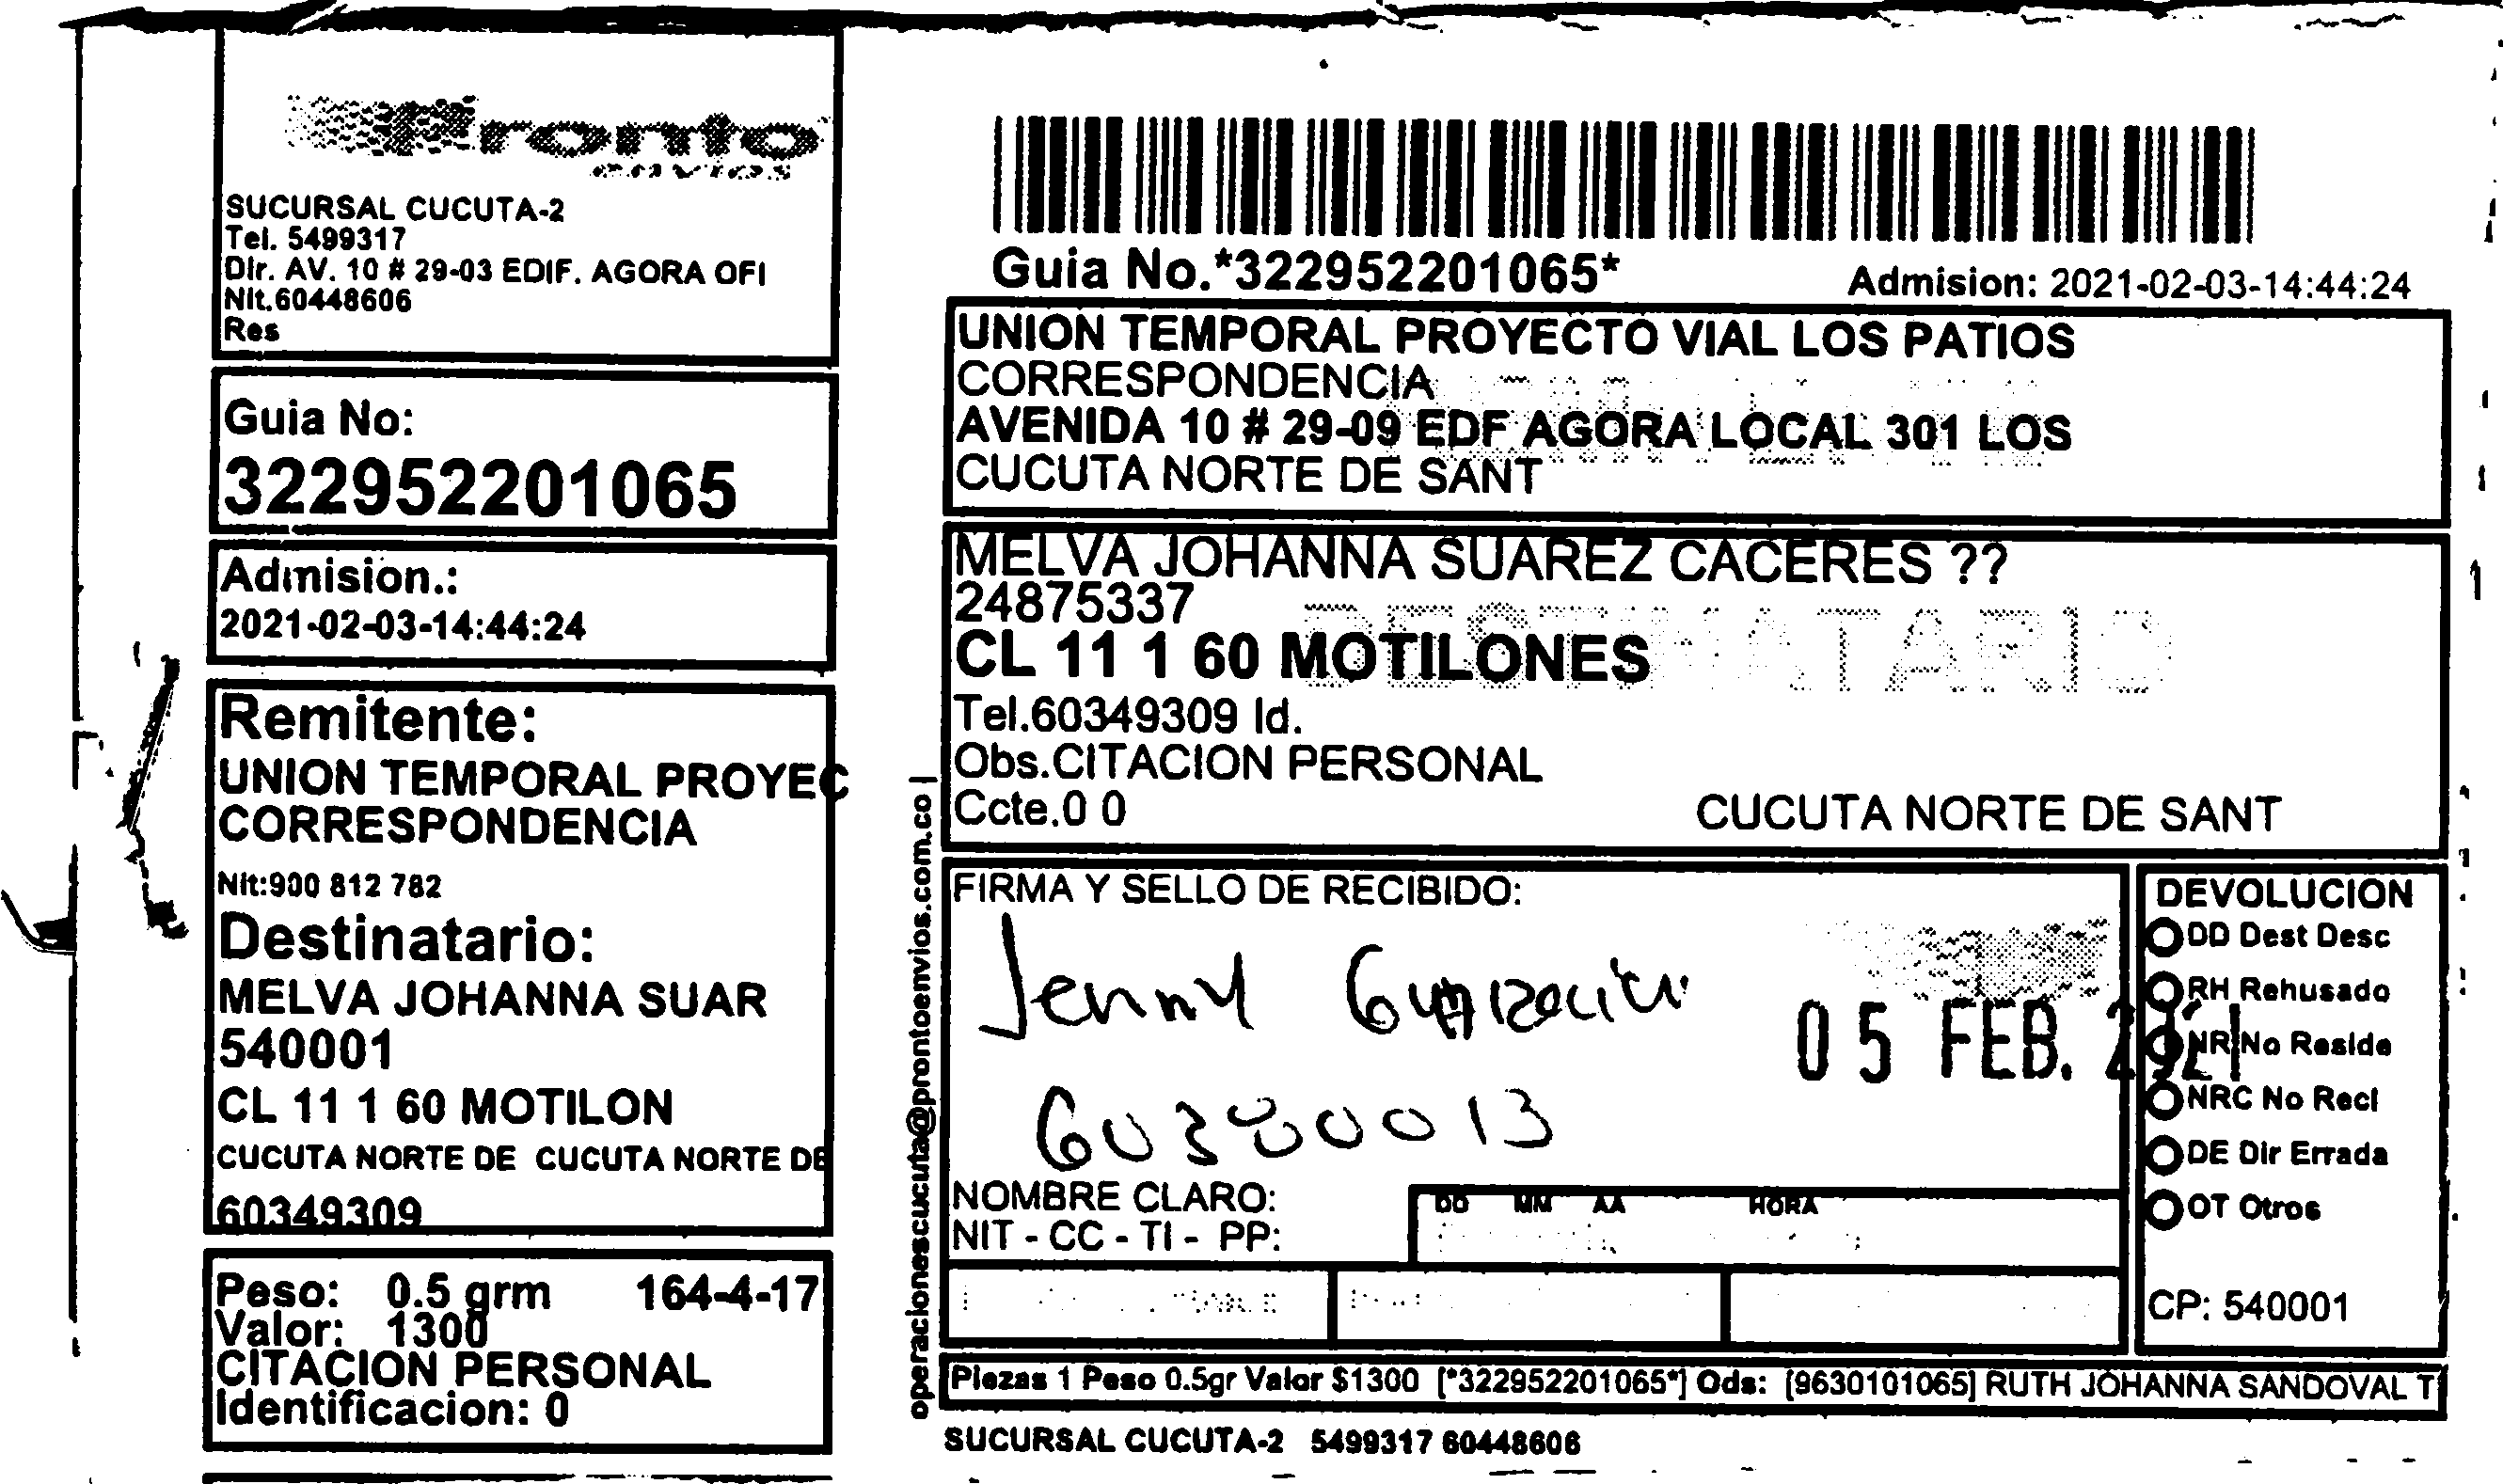 Pronto
envios
SUCURSAL CUCUTA-2
Tel. 5499317
Dir. AV. 10 # 29-03 EDIF. AGORA OFI
Nit.60448606
Res
Guia No:
322952201065
Admision.:
2021-02-03-14:44:24
Remitente:
UNION TEMPORAL PROYEC
CORRESPONDENCIA
Nit:900 812 782
Destinatario:
MELVA JOHANNA SUAR
540001
CL 11 1 60 MOTILON
CUCUTA NORTE DE CUCUTA NORTE DE
60349309
Peso: 0.5 grm 164-4-17
Valor: 1300
CITACION PERSONAL
Identificacion: 0
operacionescucuta@prontoenvios.com.co |
Guia No.*322952201065*
Admision: 2021-02-03-14:44:24
UNION TEMPORAL PROYECTO VIAL LOS PATIOS
CORRESPONDENCIA
AVENIDA 10 # 29-09 EDF AGORA LOCAL 301 LOS
CUCUTA NORTE DE SANT
MELVA JOHANNA SUAREZ CACERES ??
24875337
DESTINATARIO
CL 11 1 60 MOTILONES
Tel.60349309 Id.
Obs.CITACION PERSONAL
Ccte.0 0
CUCUTA NORTE DE SANT
FIRMA Y SELLO DE RECIBIDO:
Jenny
05 FEB. 2021
60380013
NOMBRE CLARO:
NIT - CC - TI - PP:
DD MM AA HORA
DEVOLUCION
DD Dest Desc
RH Rehusado
NR No Reside
NRC No Recl
DE Dir Errada
OT Otros
CP: 540001
Piezas 1 Peso 0.5gr Valor $1300 [*322952201065*] Ods: [9630101065] RUTH JOHANNA SANDOVAL T
SUCURSAL CUCUTA-2 5499317 60448606